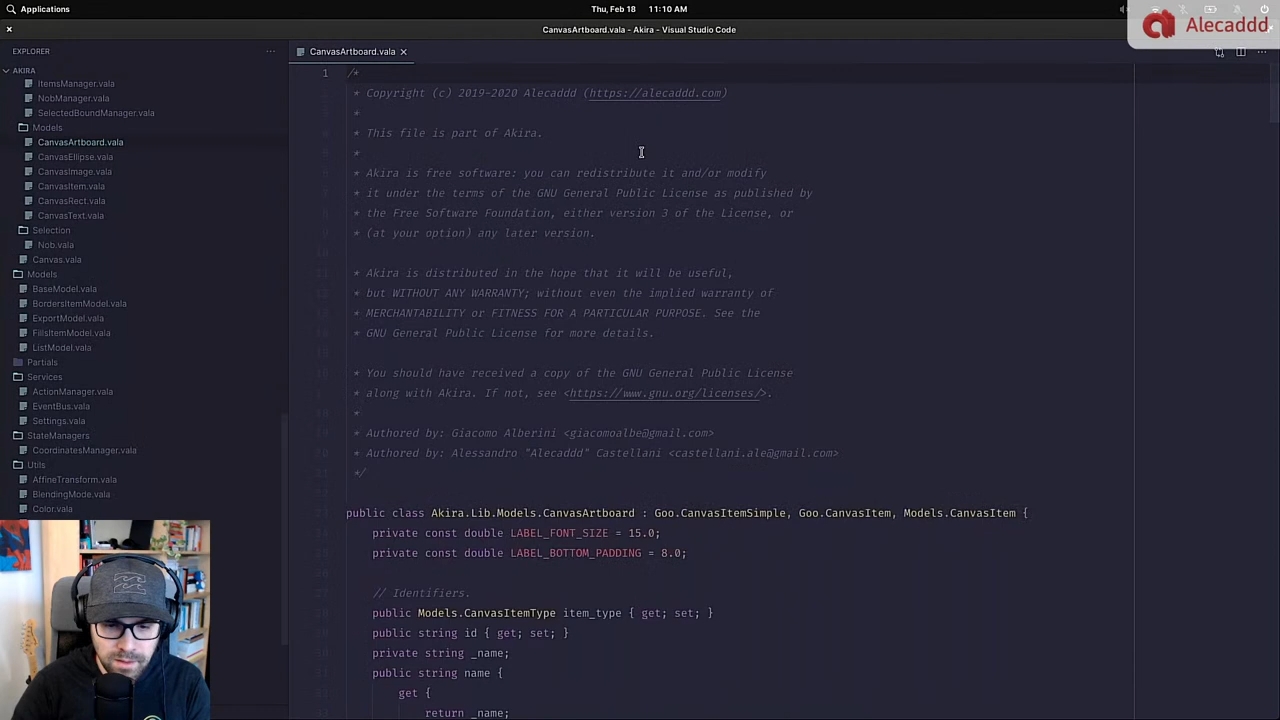 Applications
Thu, Feb 18 11:10 AM
CanvasArtboard.vala - Akira - Visual Studio Code
Alecaddd
EXPLORER
AKIRA
ItemsManager.vala
NobManager.vala
SelectedBoundManager.vala
Models
CanvasArtboard.vala
CanvasEllipse.vala
CanvasImage.vala
CanvasItem.vala
CanvasRect.vala
CanvasText.vala
Selection
Nob.vala
Canvas.vala
Models
BaseModel.vala
BordersItemModel.vala
ExportModel.vala
FillsItemModel.vala
ListModel.vala
Partials
Services
ActionManager.vala
EventBus.vala
Settings.vala
StateManagers
CoordinatesManager.vala
Utils
AffineTransform.vala
BlendingMode.vala
Color.vala
CanvasArtboard.vala
1 /*
* Copyright (c) 2019-2020 Alecaddd (https://alecaddd.com)
*
* This file is part of Akira.
*
* Akira is free software: you can redistribute it and/or modify
* it under the terms of the GNU General Public License as published by
* the Free Software Foundation, either version 3 of the License, or
* (at your option) any later version.
* Akira is distributed in the hope that it will be useful,
* but WITHOUT ANY WARRANTY; without even the implied warranty of
* MERCHANTABILITY or FITNESS FOR A PARTICULAR PURPOSE. See the
* GNU General Public License for more details.
* You should have received a copy of the GNU General Public License
* along with Akira. If not, see <https://www.gnu.org/licenses/>.
*
* Authored by: Giacomo Alberini <giacomoalbe@gmail.com>
* Authored by: Alessandro "Alecaddd" Castellani <castellani.ale@gmail.com>
*/
public class Akira.Lib.Models.CanvasArtboard : Goo.CanvasItemSimple, Goo.CanvasItem, Models.CanvasItem {
private const double LABEL_FONT_SIZE = 15.0;
private const double LABEL_BOTTOM_PADDING = 8.0;
// Identifiers.
public Models.CanvasItemType item_type { get; set; }
public string id { get; set; }
private string _name;
public string name {
get {
return _name;